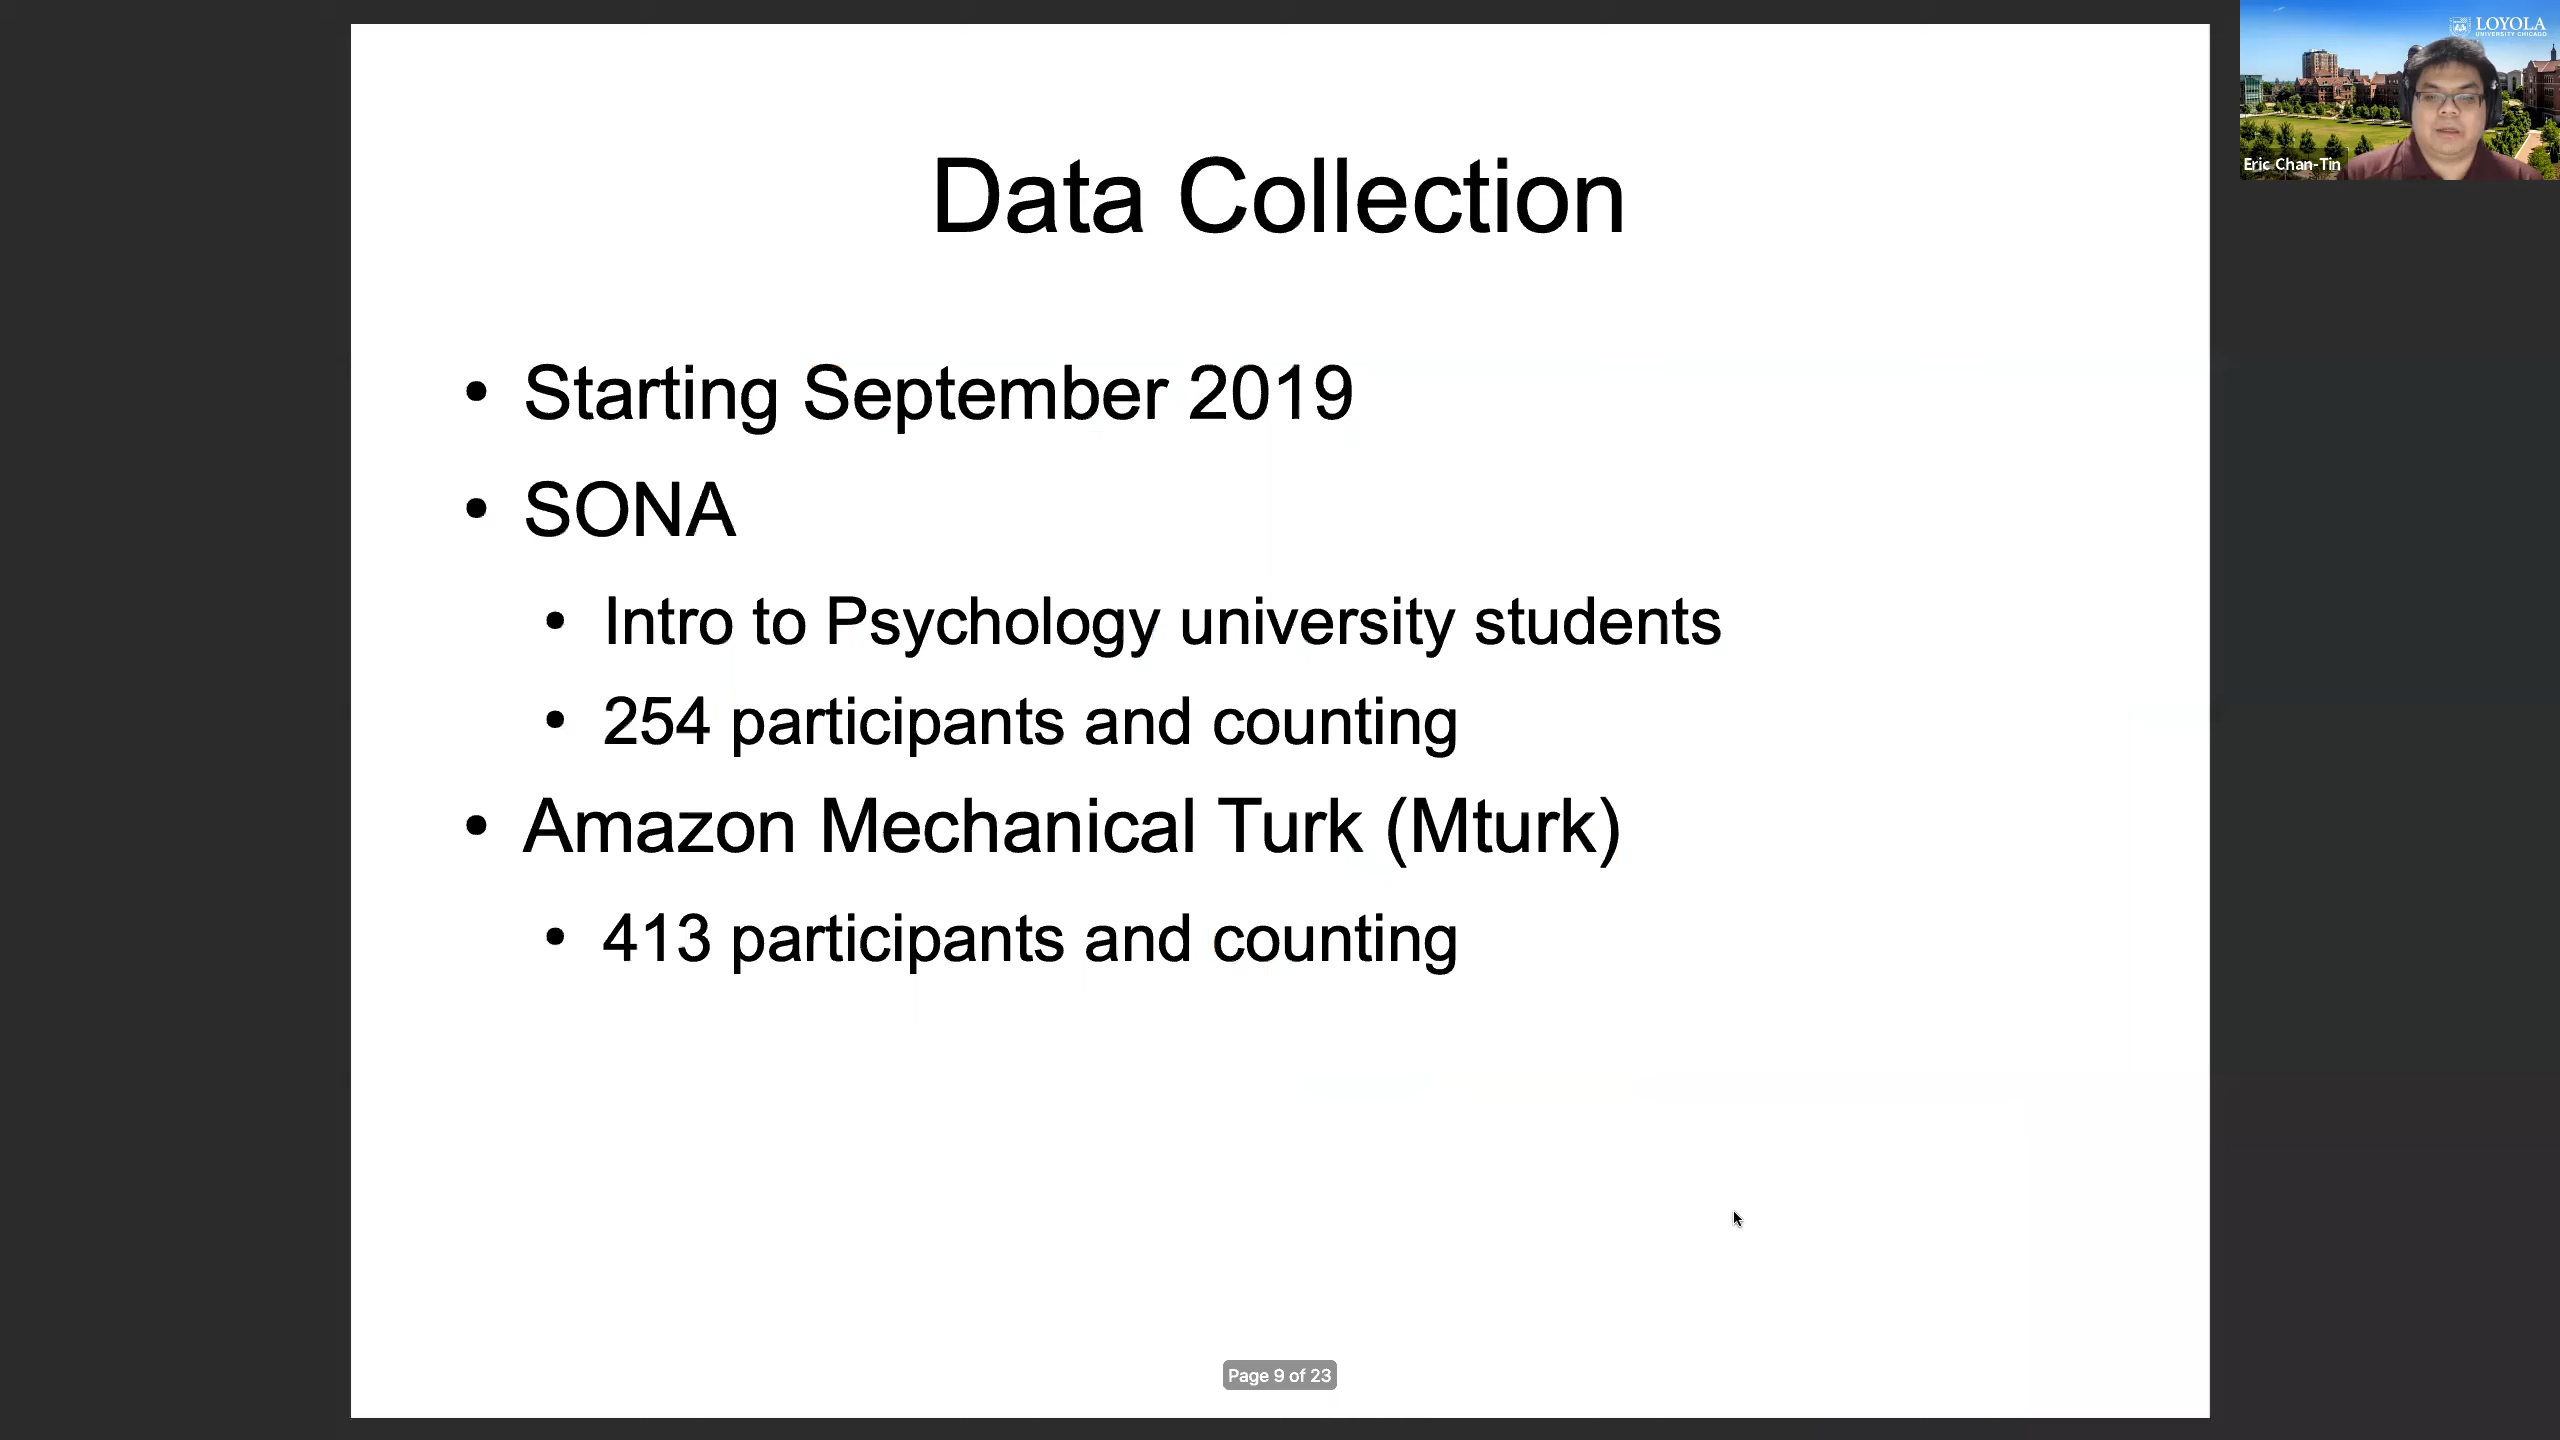 Data Collection
• Starting September 2019
• SONA
• Intro to Psychology university students
• 254 participants and counting
• Amazon Mechanical Turk (Mturk)
• 413 participants and counting
Page 9 of 23
LOYOLA
UNIVERSITY CHICAGO
Eric Chan-Tin